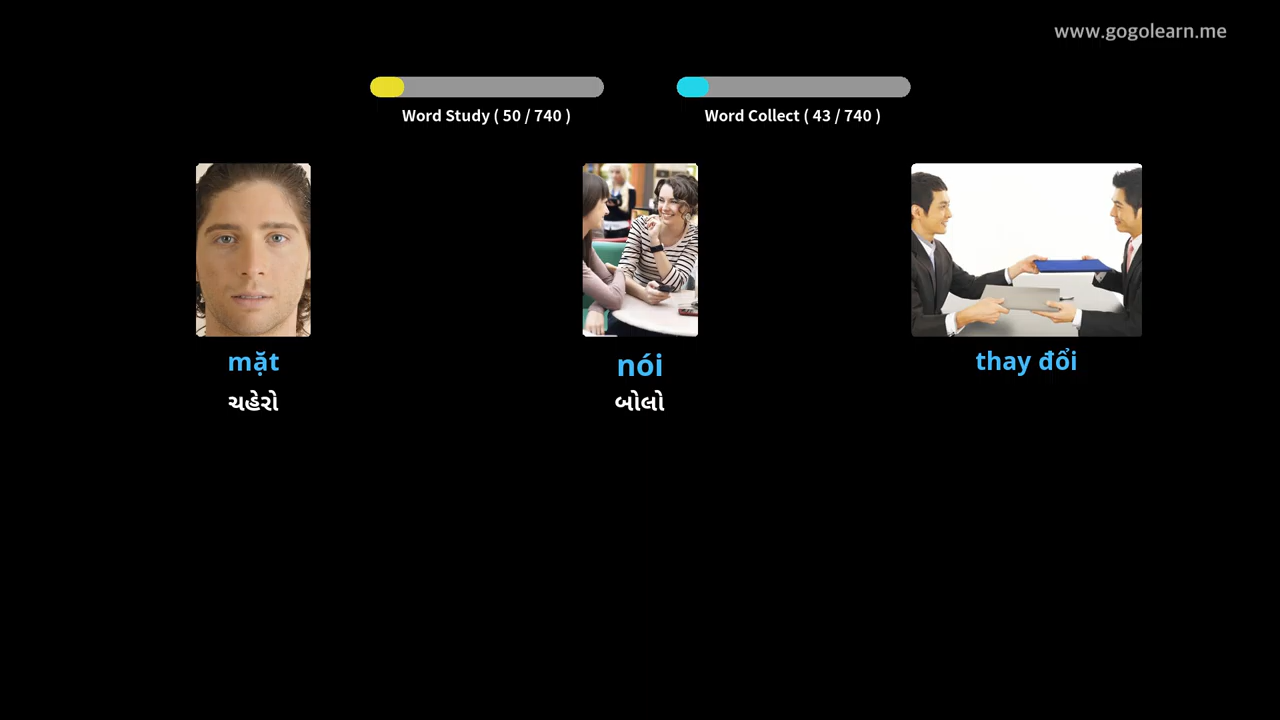 www.gogolearn.me
Word Study ( 50 / 740 )
Word Collect ( 43 / 740 )
mặt
nói
thay đổi
ચહેરો
બોલો